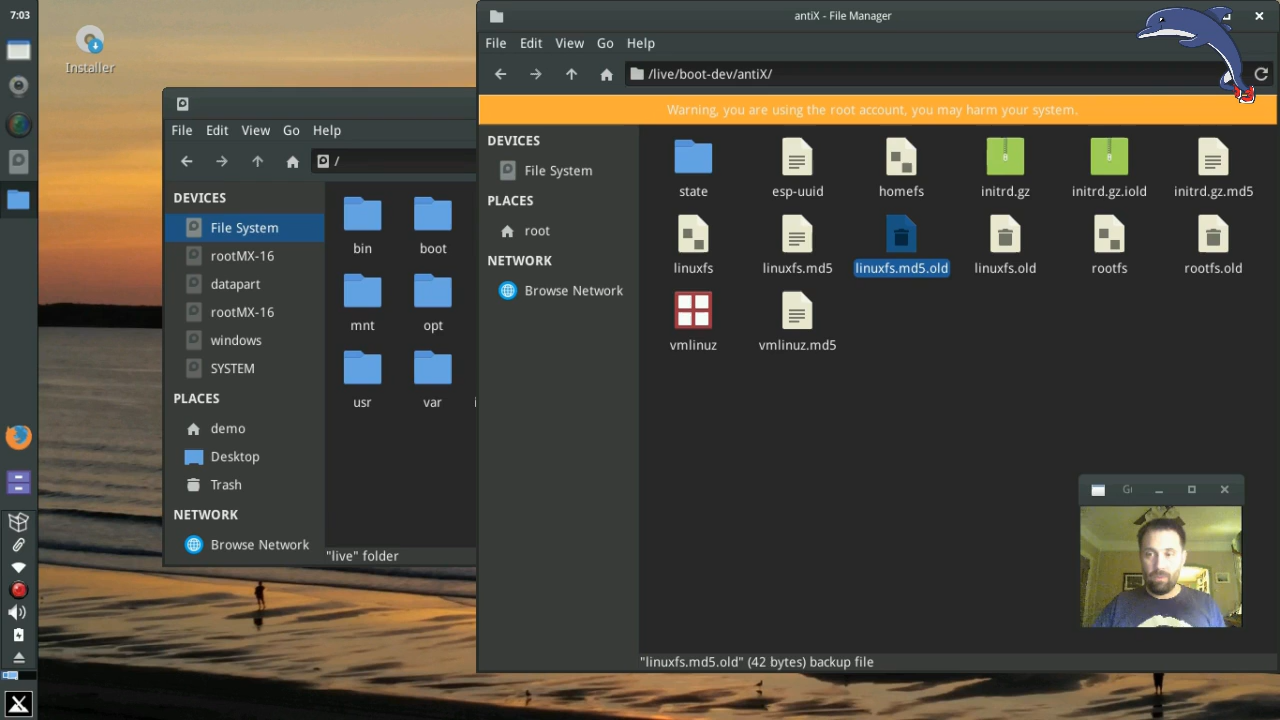 7:03
Installer
File Edit View Go Help
/
DEVICES
File System
rootMX-16
datapart
rootMX-16
windows
SYSTEM
PLACES
demo
Desktop
Trash
NETWORK
Browse Network
bin boot
mnt opt
usr var
"live" folder
antiX - File Manager
File Edit View Go Help
/live/boot-dev/antiX/
Warning, you are using the root account, you may harm your system.
DEVICES
File System
PLACES
root
NETWORK
Browse Network
state esp-uuid homefs initrd.gz initrd.gz.iold initrd.gz.md5
linuxfs linuxfs.md5 linuxfs.md5.old linuxfs.old rootfs rootfs.old
vmlinuz vmlinuz.md5
"linuxfs.md5.old" (42 bytes) backup file